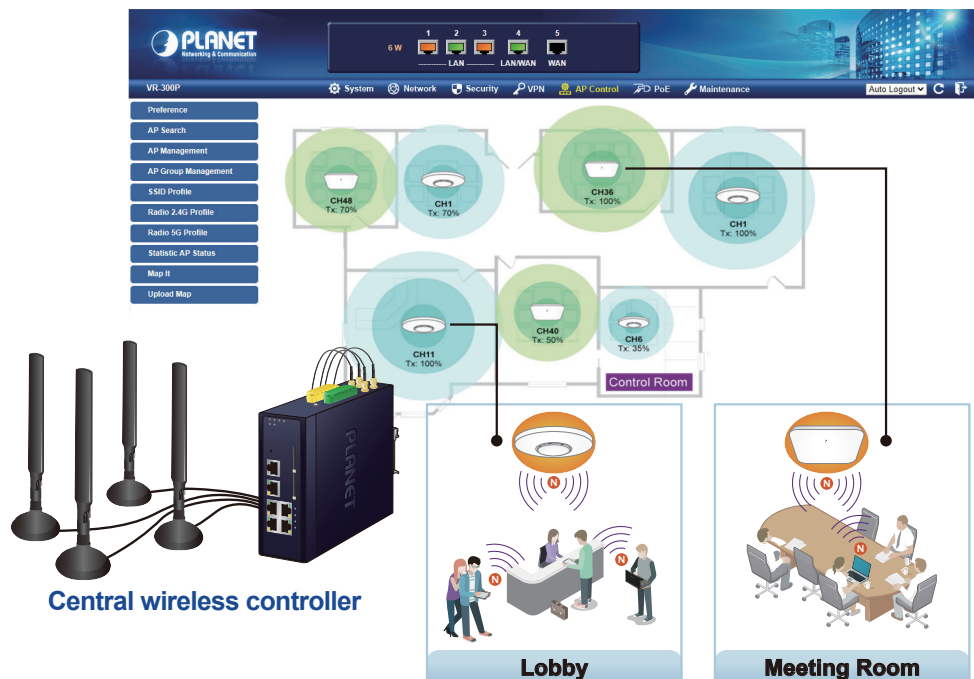 PLANET
Networking & Communication
6 W
1 2 3 4 5
LAN LAN/WAN WAN
VR-300P
System Network Security VPN AP Control PoE Maintenance
Auto Logout
Preference
AP Search
AP Management
AP Group Management
SSID Profile
Radio 2.4G Profile
Radio 5G Profile
Statistic AP Status
Map It
Upload Map
CH48
Tx: 70%
CH1
Tx: 70%
CH36
Tx: 100%
CH1
Tx: 100%
CH11
Tx: 100%
CH40
Tx: 50%
CH6
Tx: 35%
Control Room
PLANET
Central wireless controller
N
N
N
Lobby
N
N
Meeting Room